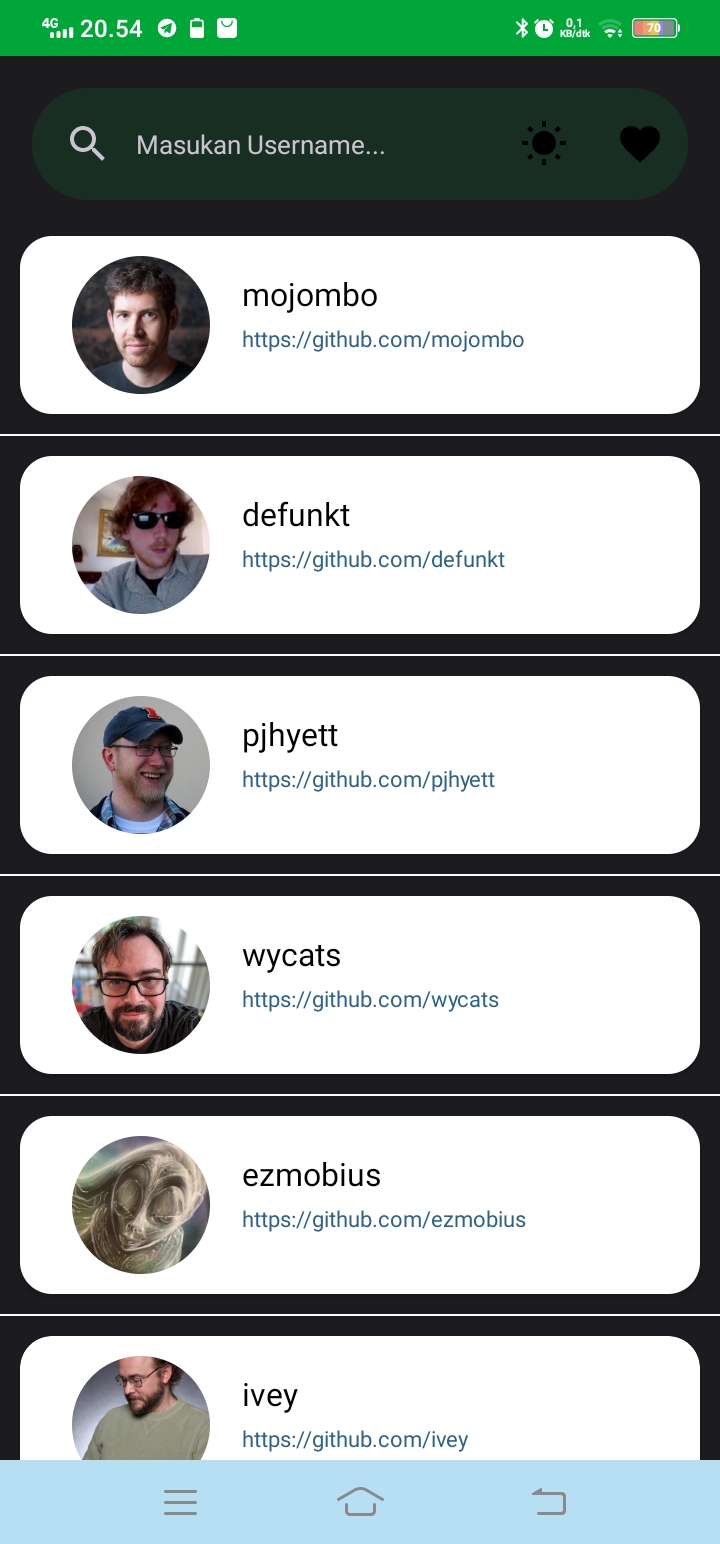 4G 20.54 0,1 KB/dtk 70
Masukan Username...
mojombo
https://github.com/mojombo
defunkt
https://github.com/defunkt
pjhyett
https://github.com/pjhyett
wycats
https://github.com/wycats
ezmobius
https://github.com/ezmobius
ivey
https://github.com/ivey